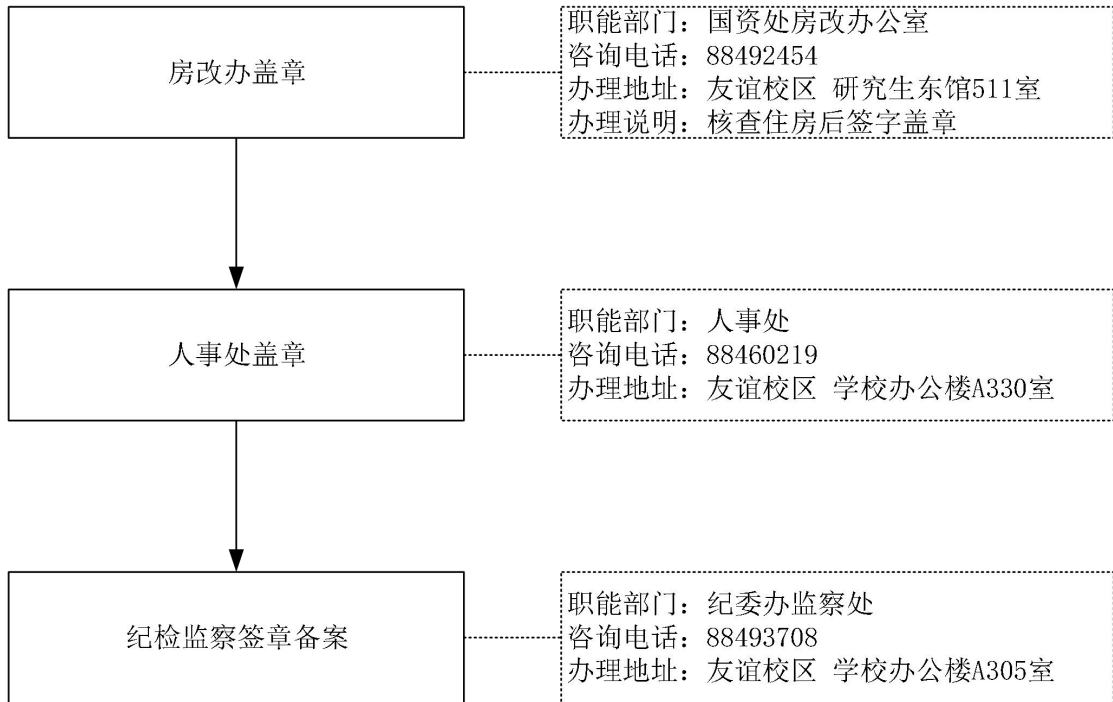 房改办盖章
职能部门：国资处房改办公室
咨询电话：88492454
办理地址：友谊校区 研究生东馆511室
办理说明：核查住房后签字盖章
人事处盖章
职能部门：人事处
咨询电话：88460219
办理地址：友谊校区 学校办公楼A330室
纪检监察签章备案
职能部门：纪委办监察处
咨询电话：88493708
办理地址：友谊校区 学校办公楼A305室